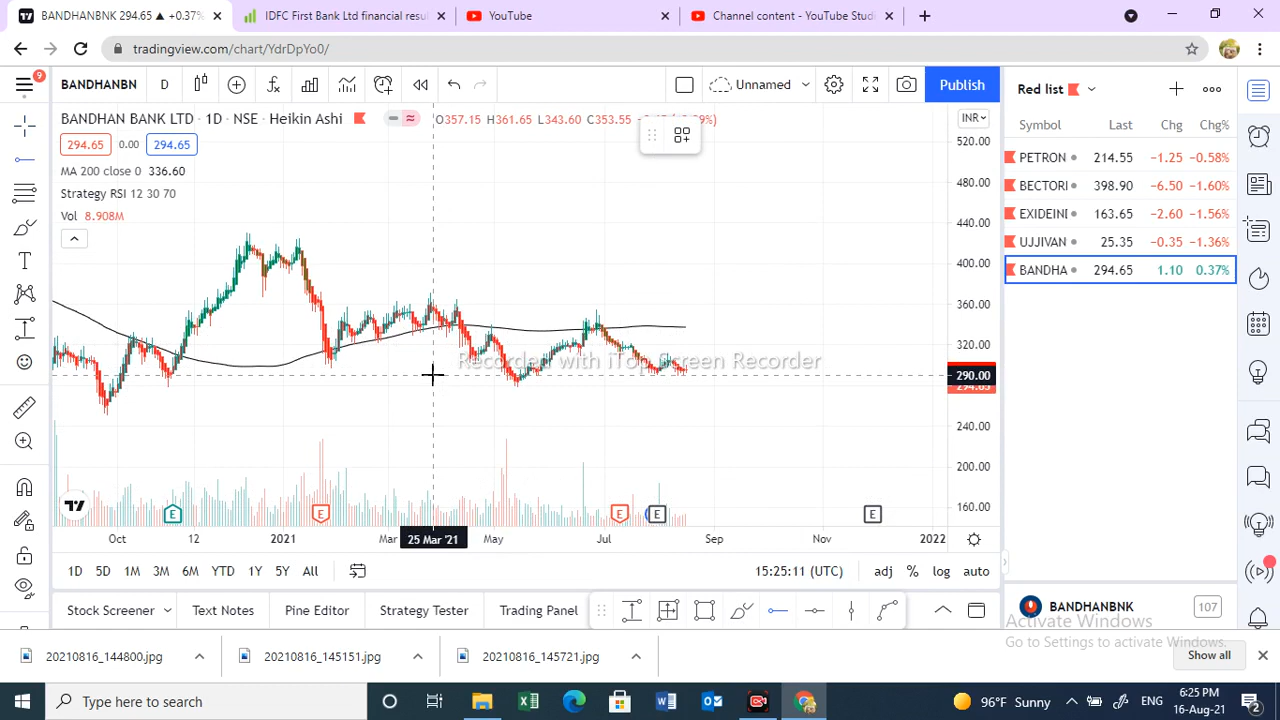 BANDHANBNK 294.65 ▲ +0.37%
IDFC First Bank Ltd financial resul
YouTube
Channel content - YouTube Studi
tradingview.com/chart/YdrDpYo0/
9
BANDHANBN
D
Unnamed
Publish
Red list
BANDHAN BANK LTD · 1D · NSE · Heikin Ashi
O357.15 H361.65 L343.60 C353.55
INR
294.65 0.00 294.65
MA 200 close 0 336.60
Strategy RSI 12 30 70
Vol 8.908M
Symbol Last Chg Chg%
PETRON 214.55 −1.25 −0.58%
BECTORI 398.90 −6.50 −1.60%
EXIDEINI 163.65 −2.60 −1.56%
UJJIVAN 25.35 −0.35 −1.36%
BANDHA 294.65 1.10 0.37%
520.00
480.00
440.00
400.00
360.00
320.00
290.00
240.00
200.00
160.00
Recorded with iTop Screen Recorder
E E E E E
Oct 12 2021 Mar 25 Mar '21 May Jul Sep Nov 2022
1D 5D 1M 3M 6M YTD 1Y 5Y All
15:25:11 (UTC) adj % log auto
Stock Screener Text Notes Pine Editor Strategy Tester Trading Panel
BANDHANBNK 107
Activate Windows
Go to Settings to activate Windows.
20210816_144800.jpg 20210816_145151.jpg 20210816_145721.jpg Show all
Type here to search
96°F Sunny
ENG
6:25 PM
16-Aug-21
2